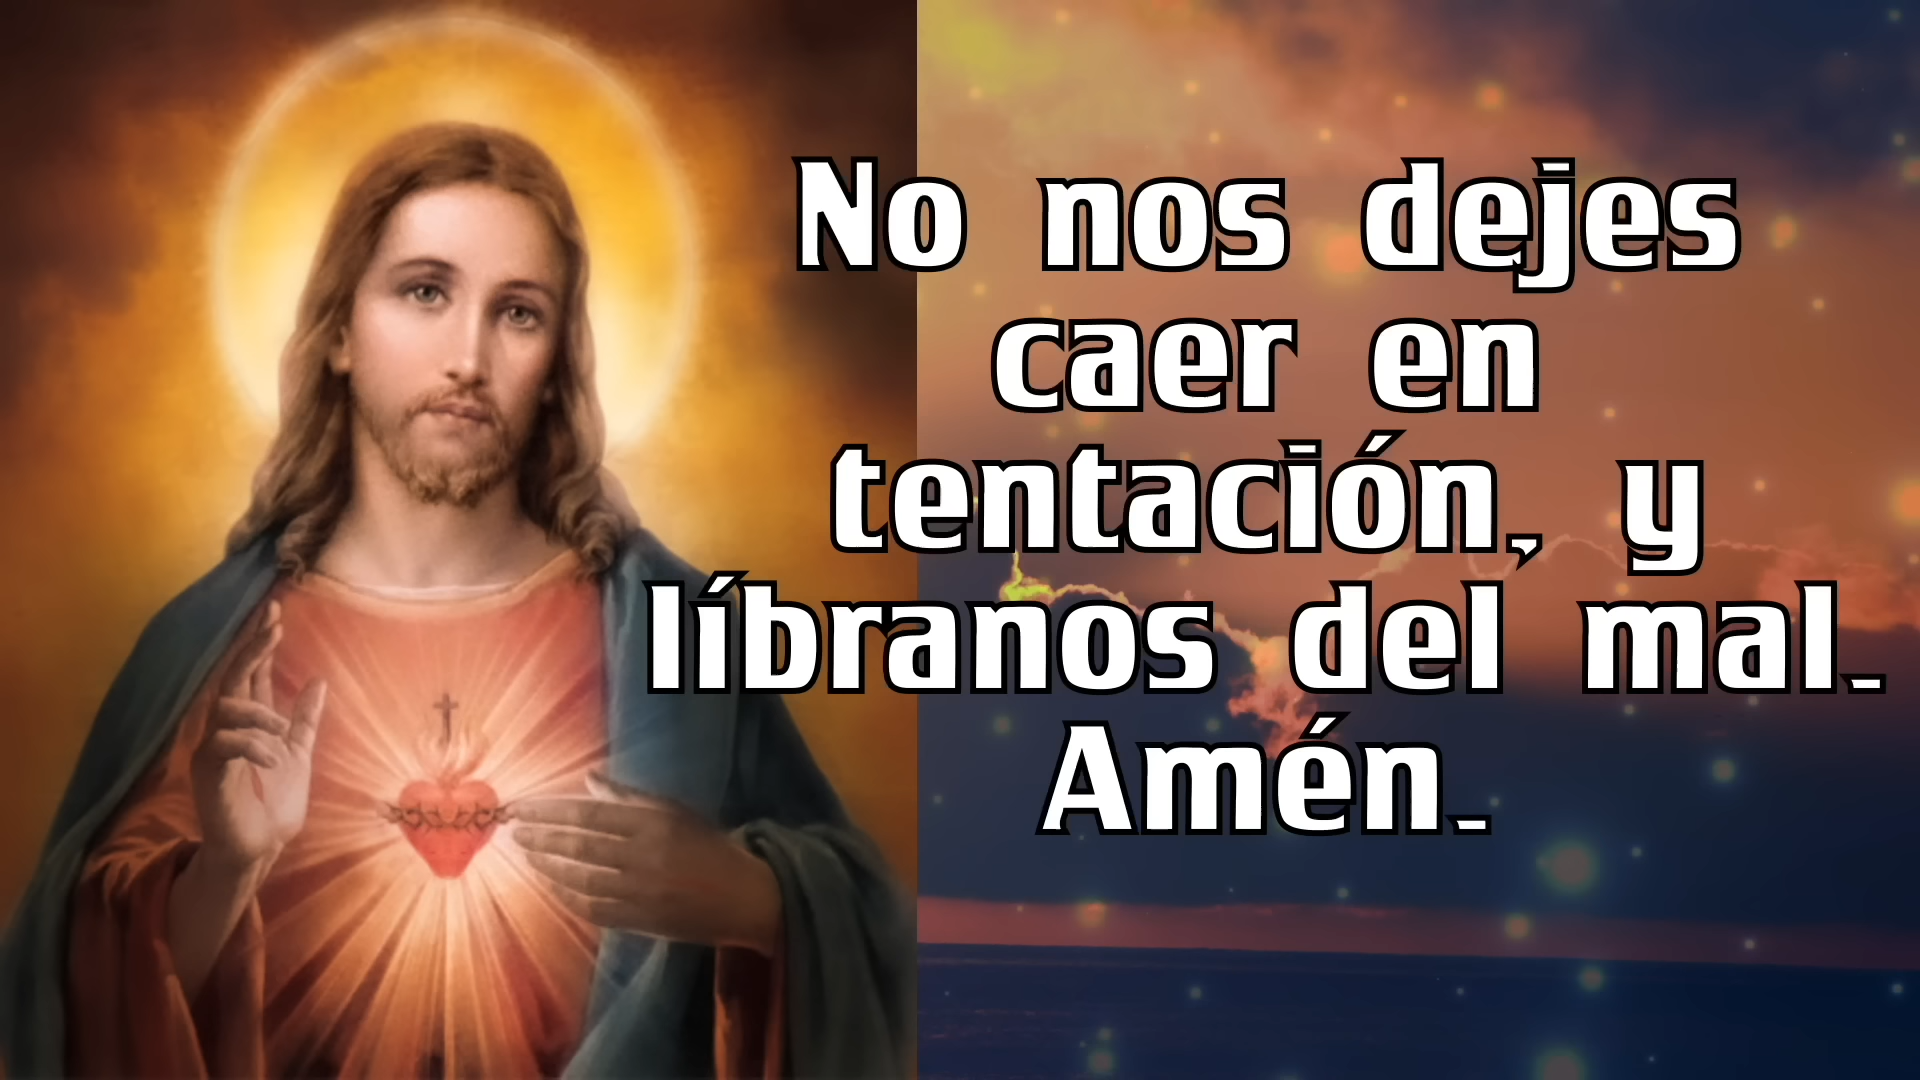 No nos dejes
caer en
tentación, y
líbranos del mal.
Amén.